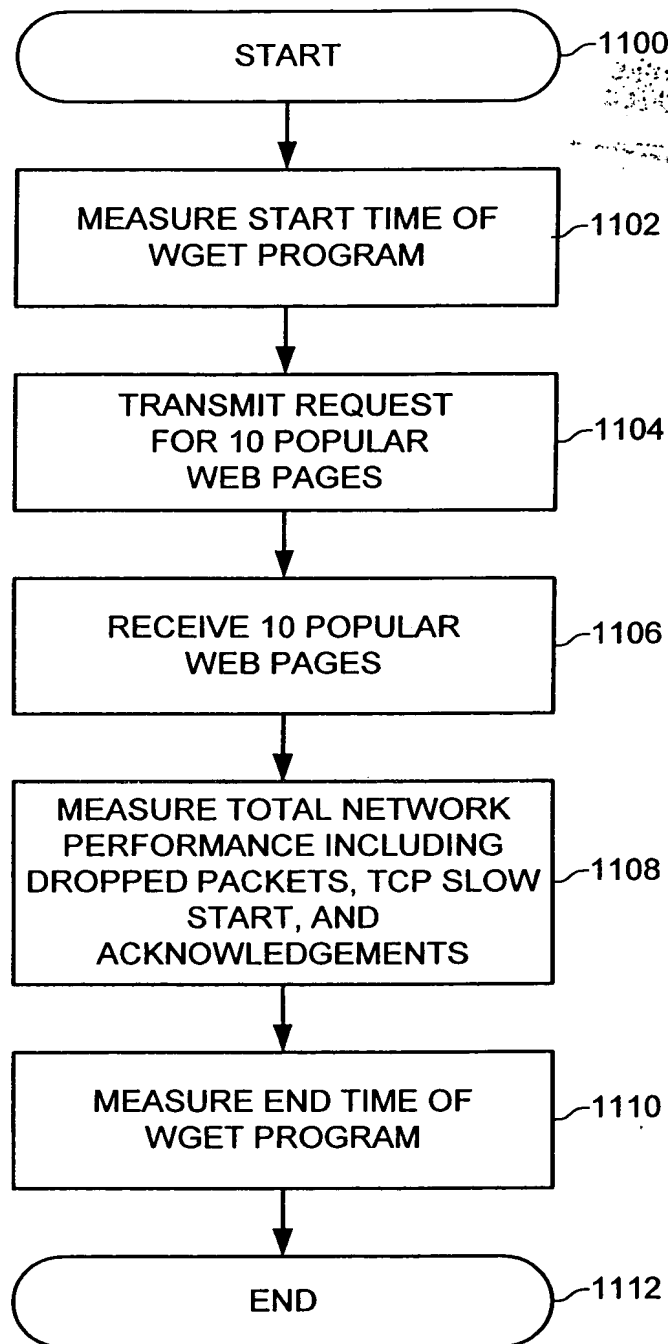 START
1100
MEASURE START TIME OF
WGET PROGRAM
1102
TRANSMIT REQUEST
FOR 10 POPULAR
WEB PAGES
1104
RECEIVE 10 POPULAR
WEB PAGES
1106
MEASURE TOTAL NETWORK
PERFORMANCE INCLUDING
DROPPED PACKETS, TCP SLOW
START, AND
ACKNOWLEDGEMENTS
1108
MEASURE END TIME OF
WGET PROGRAM
1110
END
1112